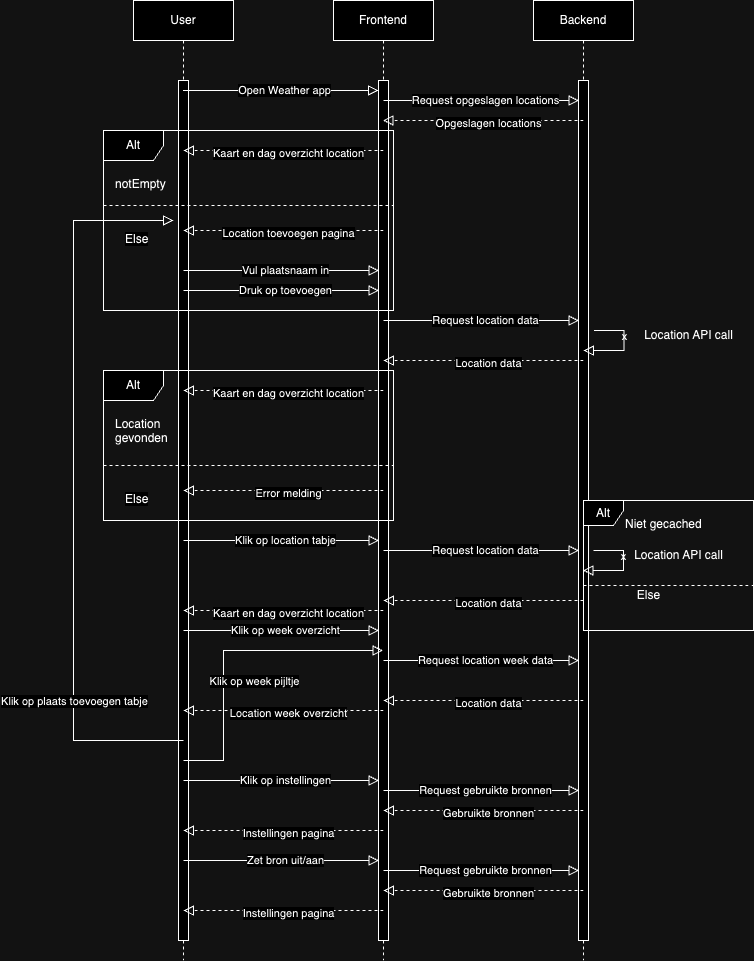 User
Frontend
Backend
Open Weather app
Request opgeslagen locations
Opgeslagen locations
Alt
Kaart en dag overzicht location
notEmpty
Location toevoegen pagina
Else
Vul plaatsnaam in
Druk op toevoegen
Request location data
Location API call
Location data
Alt
Kaart en dag overzicht location
Location
gevonden
Error melding
Else
Alt
Niet gecached
Klik op location tabje
Request location data
Location API call
Else
Location data
Kaart en dag overzicht location
Klik op week overzicht
Request location week data
Klik op week pijltje
Klik op plaats toevoegen tabje
Location data
Location week overzicht
Klik op instellingen
Request gebruikte bronnen
Gebruikte bronnen
Instellingen pagina
Zet bron uit/aan
Request gebruikte bronnen
Gebruikte bronnen
Instellingen pagina